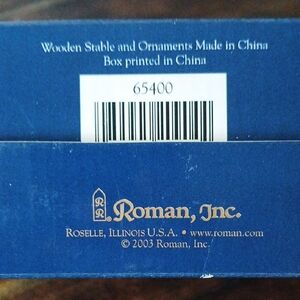 Wooden Stable and Ornaments Made in China
Box printed in China
65400
R
R
Roman, Inc.
ROSELLE, ILLINOIS U.S.A. • www.roman.com
© 2003 Roman, Inc.